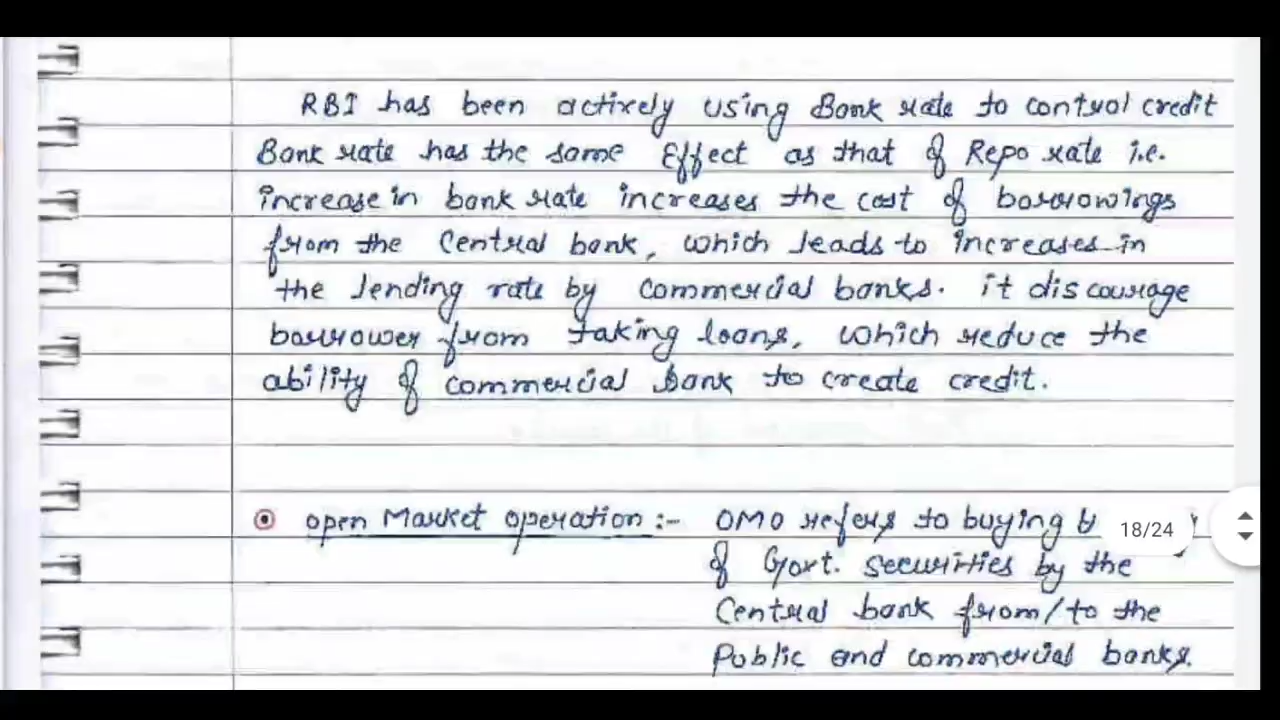 RBI has been actively using Bank rate to control credit
Bank rate has the same Effect as that of Repo rate i.e.
increase in bank rate increases the cost of borrowings
from the Central bank, which leads to increases in
the lending rate by commercial banks. it discourage
borrower from taking loans, which reduce the
ability of commercial bank to create credit.
open Market operation :- OMO refers to buying
18/24
of Govt. securities by the
Central bank from/to the
Public and commercial banks.